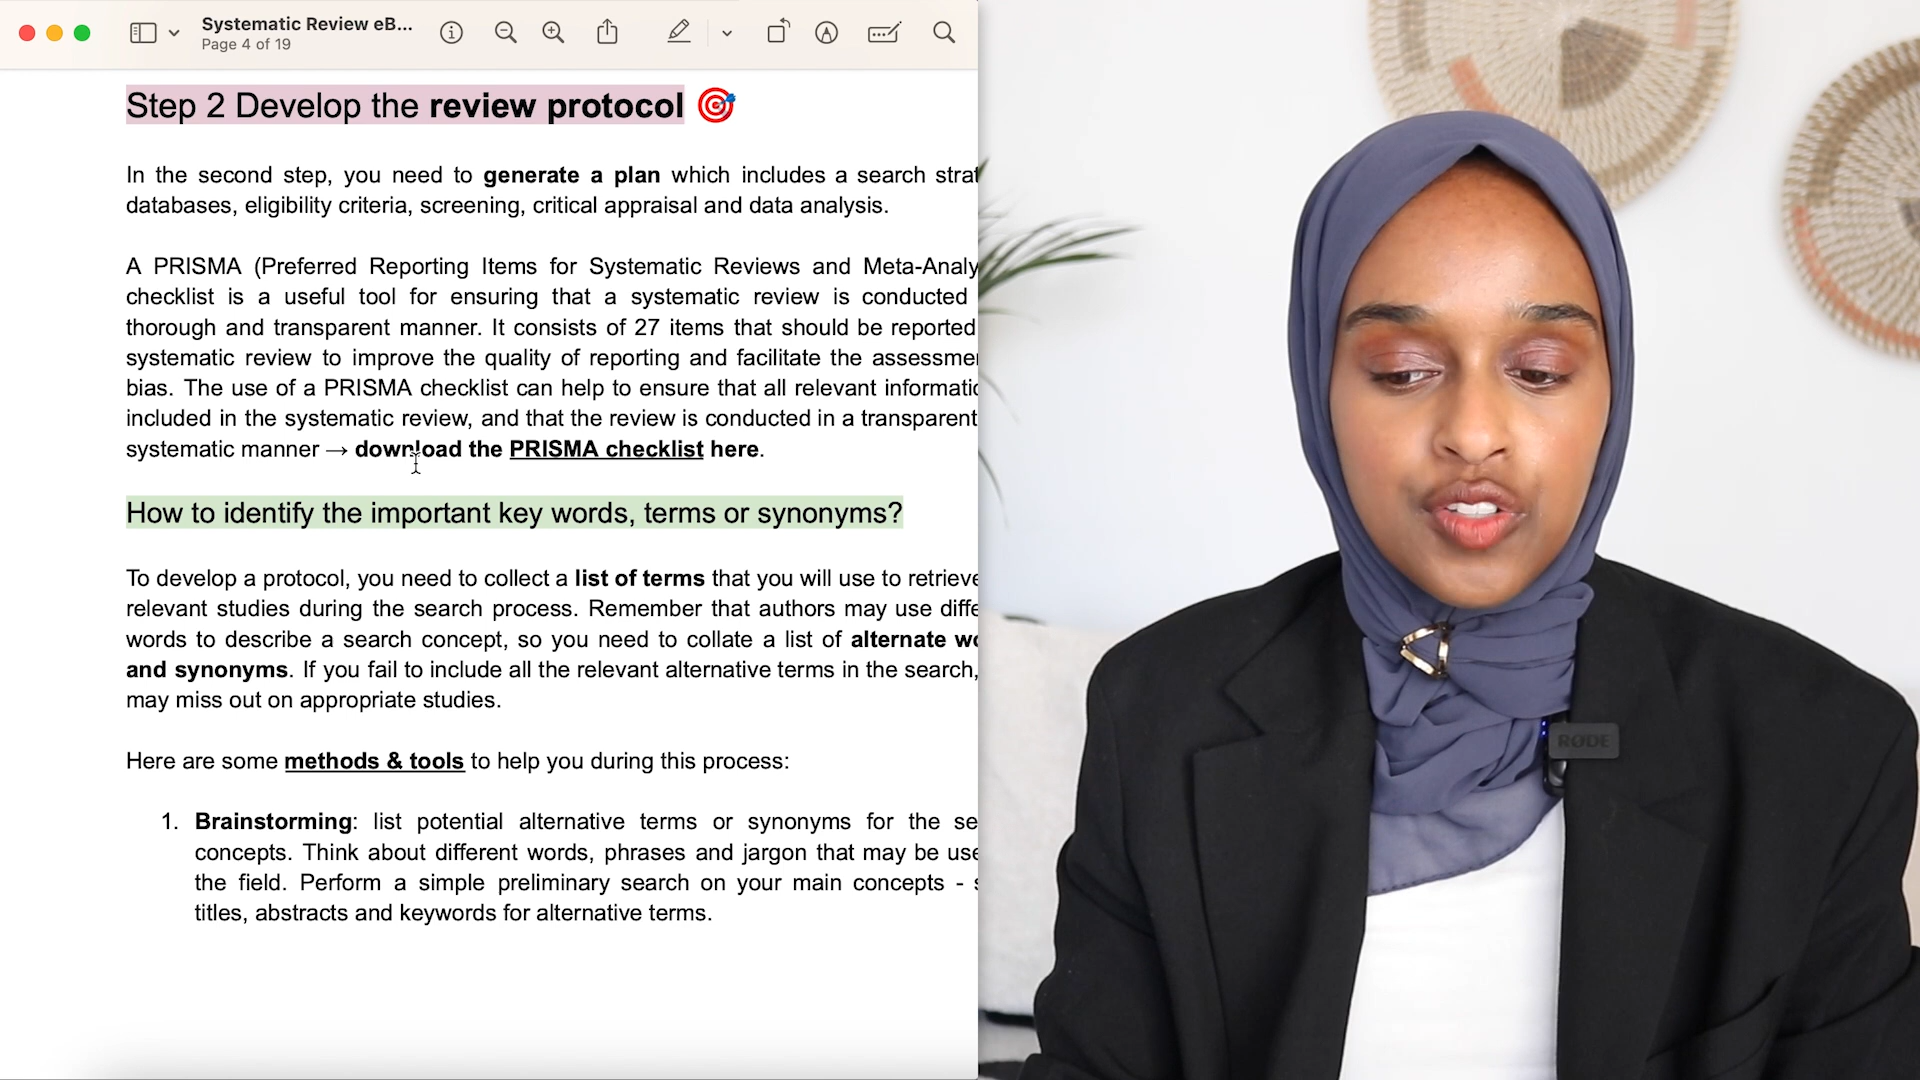 Systematic Review eB...
Page 4 of 19
Step 2 Develop the review protocol
In the second step, you need to generate a plan which includes a search strat
databases, eligibility criteria, screening, critical appraisal and data analysis.
A PRISMA (Preferred Reporting Items for Systematic Reviews and Meta-Analy
checklist is a useful tool for ensuring that a systematic review is conducted
thorough and transparent manner. It consists of 27 items that should be reported
systematic review to improve the quality of reporting and facilitate the assessmen
bias. The use of a PRISMA checklist can help to ensure that all relevant informatic
included in the systematic review, and that the review is conducted in a transparent
systematic manner → download the PRISMA checklist here.
How to identify the important key words, terms or synonyms?
To develop a protocol, you need to collect a list of terms that you will use to retrieve
relevant studies during the search process. Remember that authors may use diffe
words to describe a search concept, so you need to collate a list of alternate wo
and synonyms. If you fail to include all the relevant alternative terms in the search,
may miss out on appropriate studies.
Here are some methods & tools to help you during this process:
1. Brainstorming: list potential alternative terms or synonyms for the se
concepts. Think about different words, phrases and jargon that may be use
the field. Perform a simple preliminary search on your main concepts - s
titles, abstracts and keywords for alternative terms.
RØDE